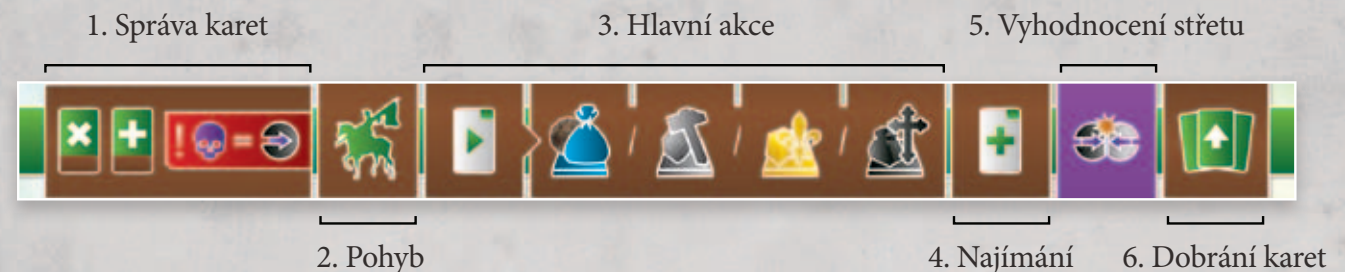 1. Správa karet
3. Hlavní akce
5. Vyhodnocení střetu
2. Pohyb
4. Najímání
6. Dobrání karet